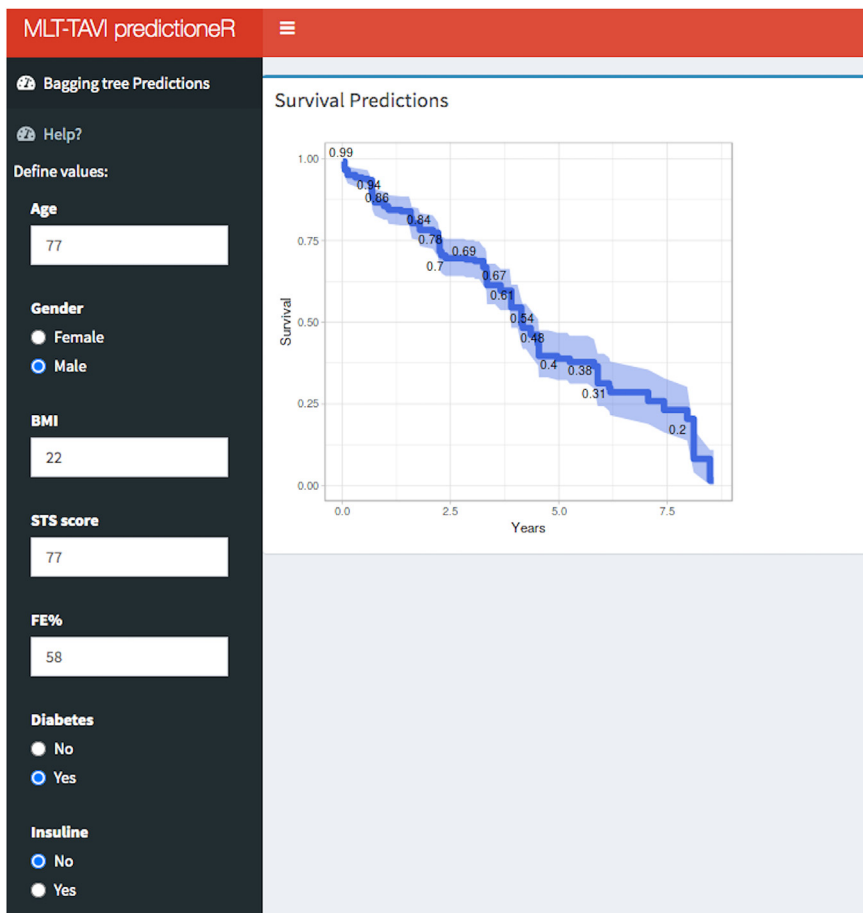 MLT-TAVI predictioneR
Bagging tree Predictions
Help?
Define values:
Age
77
Gender
Female
Male
BMI
22
STS score
77
FE%
58
Diabetes
No
Yes
Insuline
No
Yes
Survival Predictions
Survival
1.00
0.75
0.50
0.25
0.00
0.99
0.94
0.86
0.84
0.78
0.7
0.69
0.67
0.61
0.54
0.48
0.4
0.38
0.31
0.2
0.0
2.5
5.0
7.5
Years